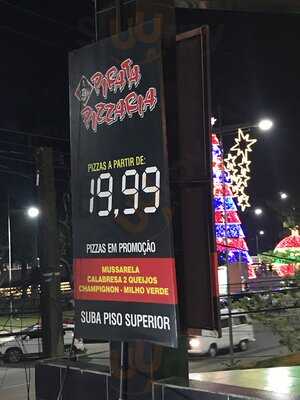 PIRATA
PIZZARIA
PIZZAS A PARTIR DE:
19,99
PIZZAS EM PROMOÇÃO
MUSSARELA
CALABRESA 2 QUEIJOS
CHAMPIGNON - MILHO VERDE
SUBA PISO SUPERIOR